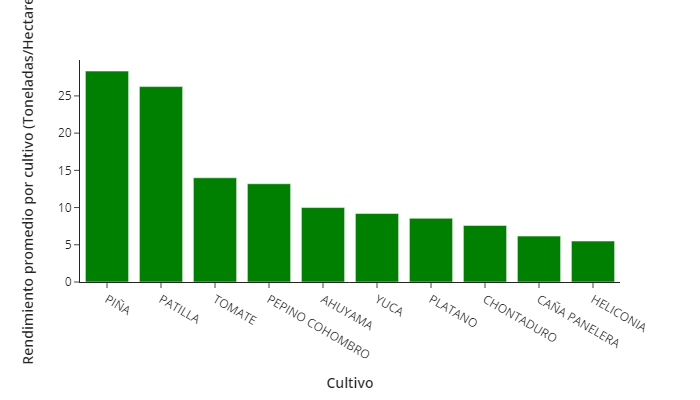 Rendimiento promedio por cultivo (Toneladas/Hectare
25
20
15
10
5
0
PIÑA
PATILLA
TOMATE
PEPINO COHOMBRO
AHUYAMA
YUCA
PLATANO
CHONTADURO
CAÑA PANELERA
HELICONIA
Cultivo